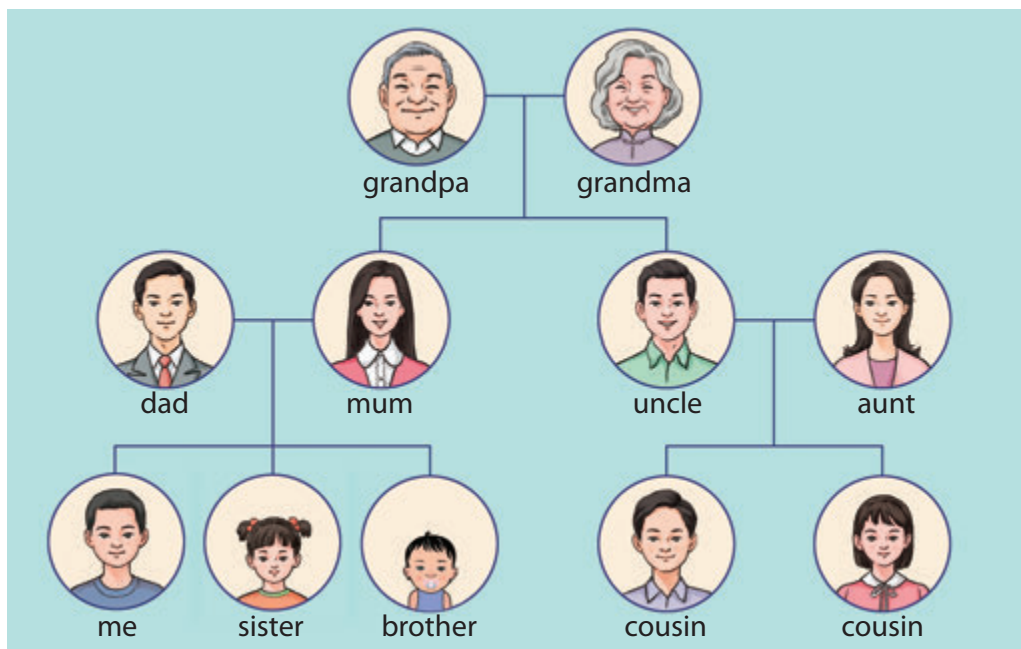 grandpa grandma
dad mum uncle aunt
me sister brother cousin cousin